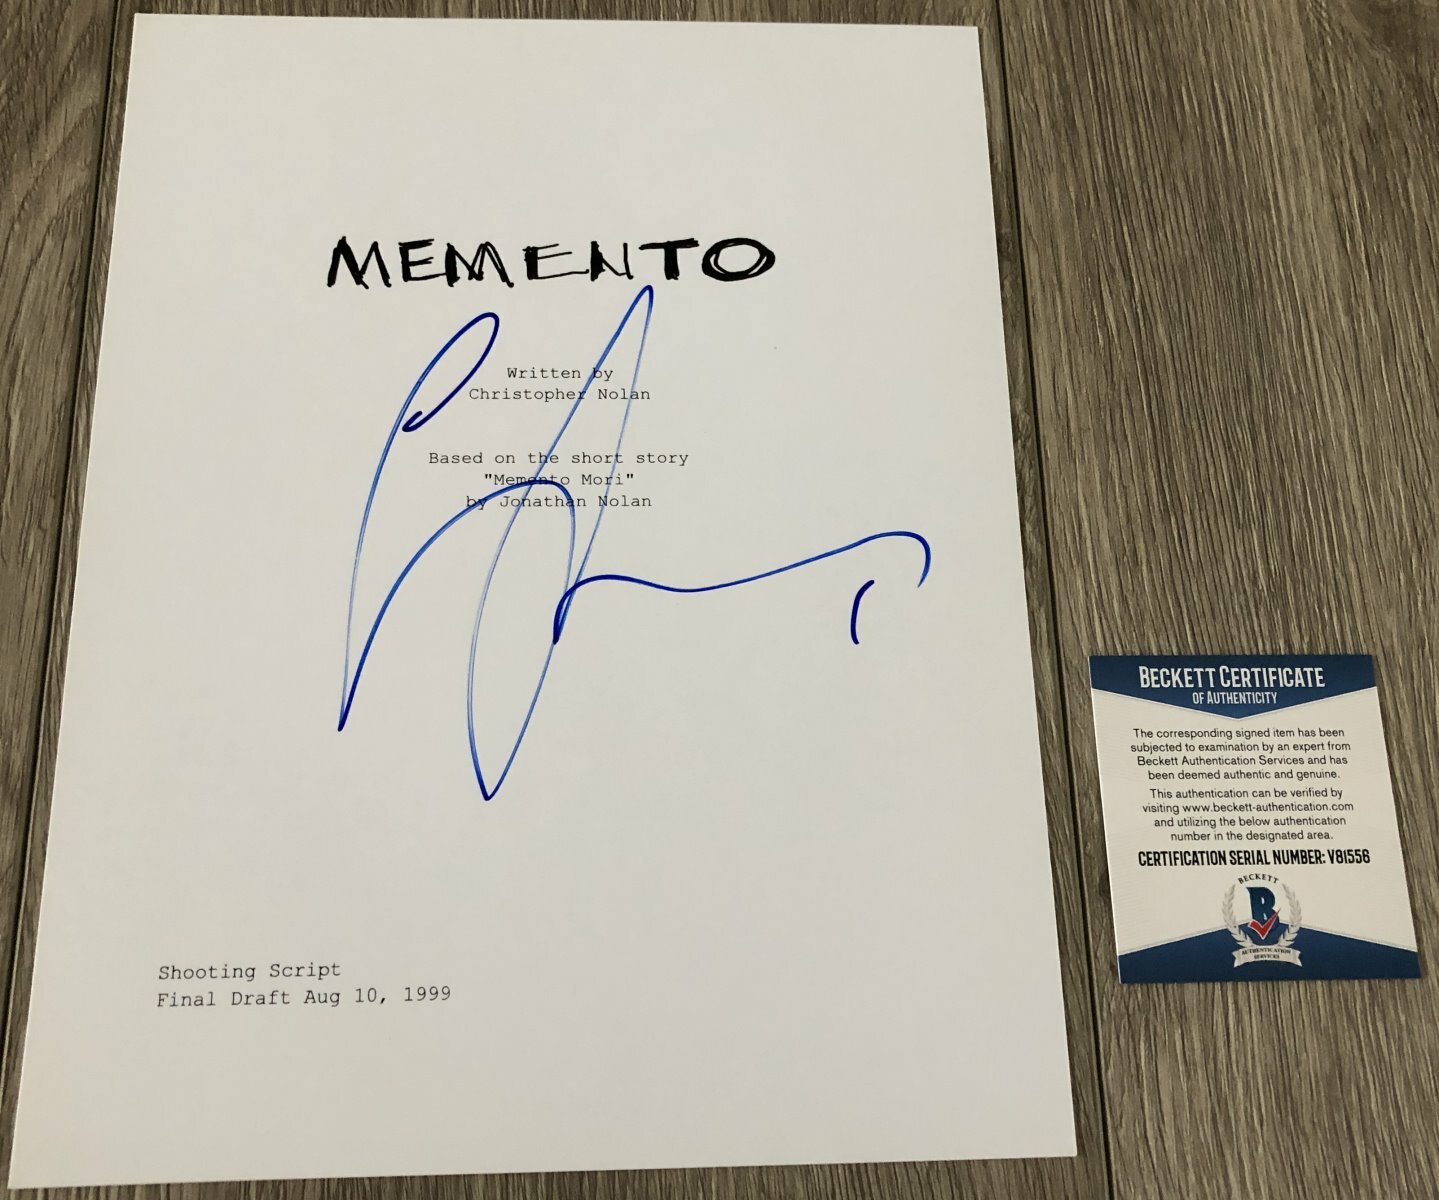 MEMENTO
Written by
Christopher Nolan
Based on the short story
"Memento Mori"
by Jonathan Nolan
Shooting Script
Final Draft Aug 10, 1999
BECKETT CERTIFICATE
OF AUTHENTICITY
The corresponding signed item has been
subjected to examination by an expert from
Beckett Authentication Services and has
been deemed authentic and genuine.
This authentication can be verified by
visiting www.beckett-authentication.com
and utilizing the below authentication
number in the designated area.
CERTIFICATION SERIAL NUMBER: V81556
BECKETT
B
AUTHENTICATION
SERVICES